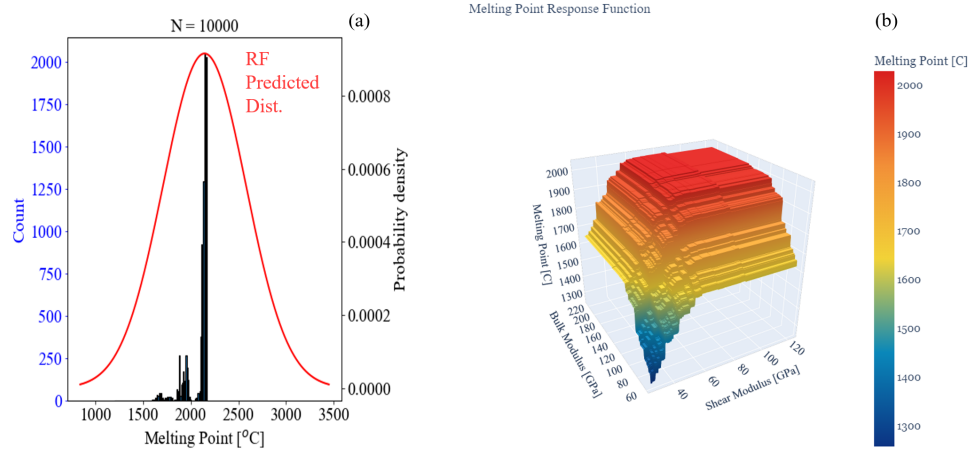 N = 10000
(a)
RF
Predicted
Dist.
2000
1750
1500
1250
1000
750
500
250
0
Count
0.0008
0.0006
0.0004
0.0002
0.0000
Probability density
1000 1500 2000 2500 3000 3500
Melting Point [°C]
Melting Point Response Function
(b)
Melting Point [C]
2000
1900
1800
1700
1600
1500
1400
1300
2000
1900
1800
1700
1600
1500
1400
1300
Melting Point [C]
220
200
180
160
140
120
100
80
60
Bulk Modulus [GPa]
40
60
80
100
120
Shear Modulus [GPa]